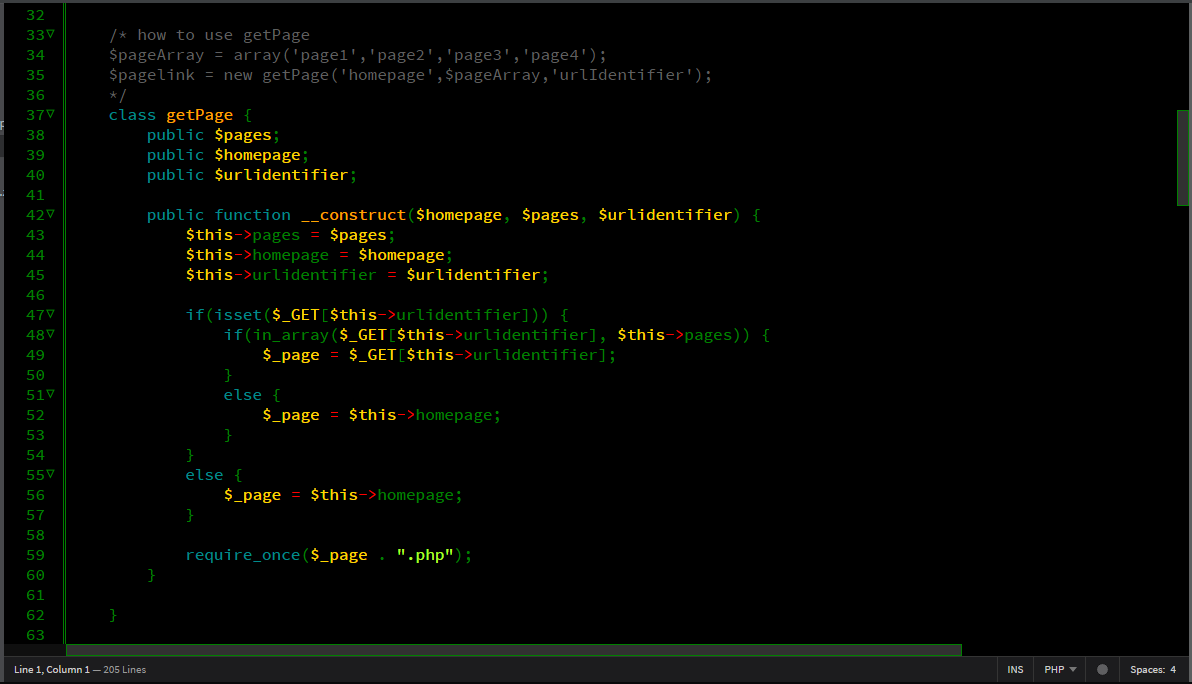 32
33 /* how to use getPage
34 $pageArray = array('page1','page2','page3','page4');
35 $pagelink = new getPage('homepage',$pageArray,'urlIdentifier');
36 */
37 class getPage {
38 public $pages;
39 public $homepage;
40 public $urlidentifier;
41
42 public function __construct($homepage, $pages, $urlidentifier) {
43 $this->pages = $pages;
44 $this->homepage = $homepage;
45 $this->urlidentifier = $urlidentifier;
46
47 if(isset($_GET[$this->urlidentifier])) {
48 if(in_array($_GET[$this->urlidentifier], $this->pages)) {
49 $_page = $_GET[$this->urlidentifier];
50 }
51 else {
52 $_page = $this->homepage;
53 }
54 }
55 else {
56 $_page = $this->homepage;
57 }
58
59 require_once($_page . ".php");
60 }
61
62 }
63
Line 1, Column 1 — 205 Lines INS PHP Spaces: 4